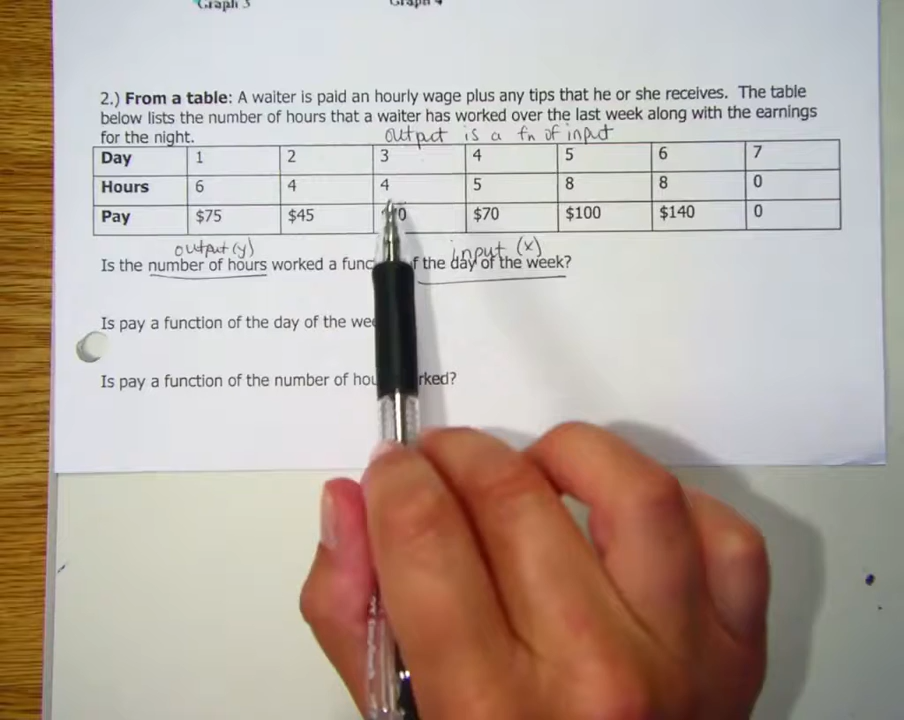 Graph 3 Graph 4
2.) From a table: A waiter is paid an hourly wage plus any tips that he or she receives. The table
below lists the number of hours that a waiter has worked over the last week along with the earnings
for the night. output is a fn of input
Day 1 2 3 4 5 6 7
Hours 6 4 4 5 8 8 0
Pay $75 $45 $70 $100 $140 0
output (y) input (x)
Is the number of hours worked a func the day of the week?
Is pay a function of the day of the
Is pay a function of the number of